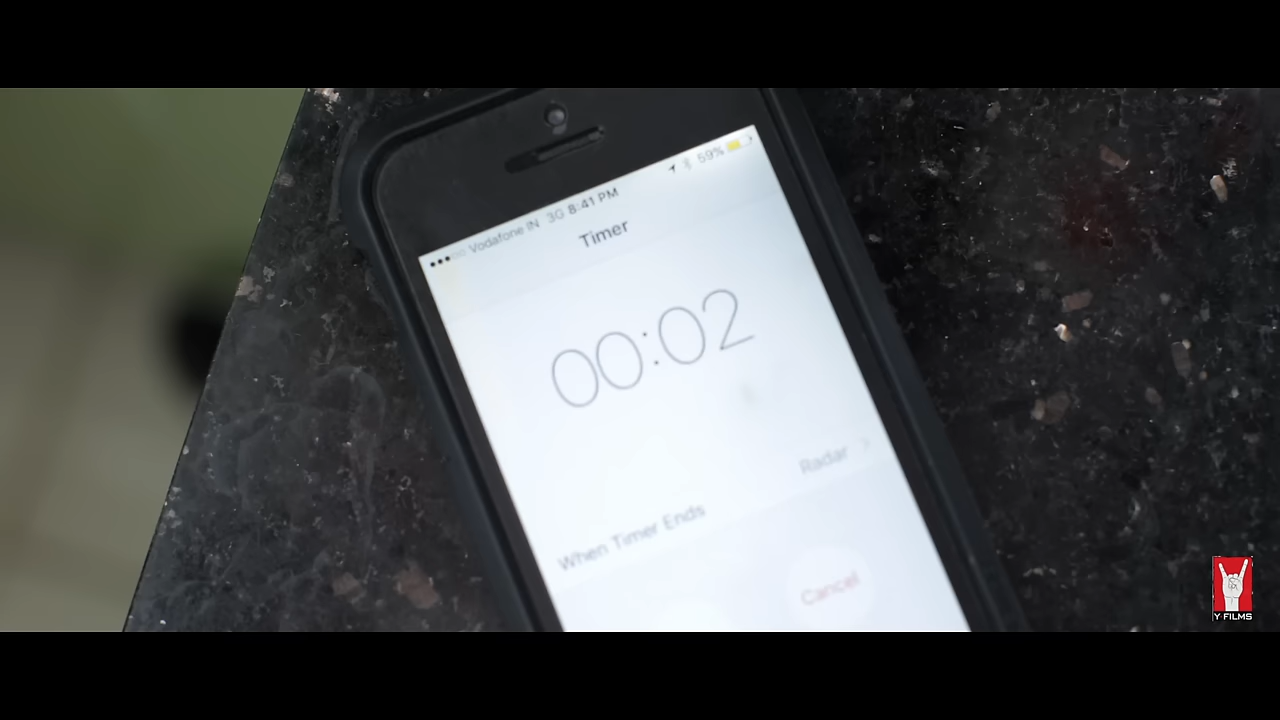 Vodafone IN 3G 8:41 PM 59%
Timer
00:02
When Timer Ends Radar
Cancel
Y-FILMS